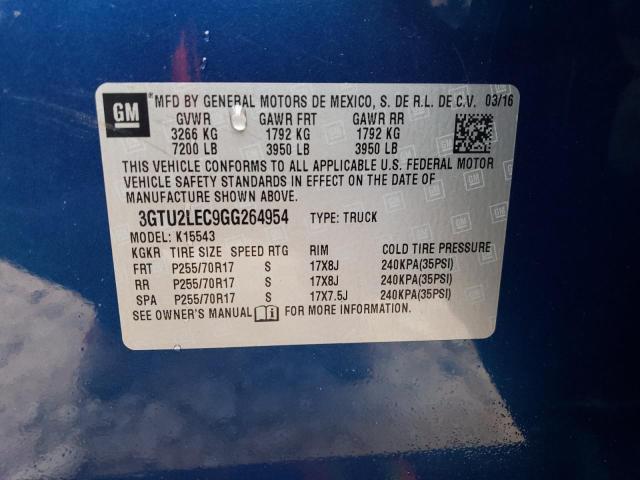 GM
MFD BY GENERAL MOTORS DE MEXICO, S. DE R.L. DE C.V. 03/16
GVWR GAWR FRT GAWR RR
3266 KG 1792 KG 1792 KG
7200 LB 3950 LB 3950 LB
THIS VEHICLE CONFORMS TO ALL APPLICABLE U.S. FEDERAL MOTOR
VEHICLE SAFETY STANDARDS IN EFFECT ON THE DATE OF
MANUFACTURE SHOWN ABOVE.
3GTU2LEC9GG264954 TYPE: TRUCK
MODEL: K15543
KGKR TIRE SIZE SPEED RTG RIM COLD TIRE PRESSURE
FRT P255/70R17 S 17X8J 240KPA(35PSI)
RR P255/70R17 S 17X8J 240KPA(35PSI)
SPA P255/70R17 S 17X7.5J 240KPA(35PSI)
SEE OWNER'S MANUAL FOR MORE INFORMATION.